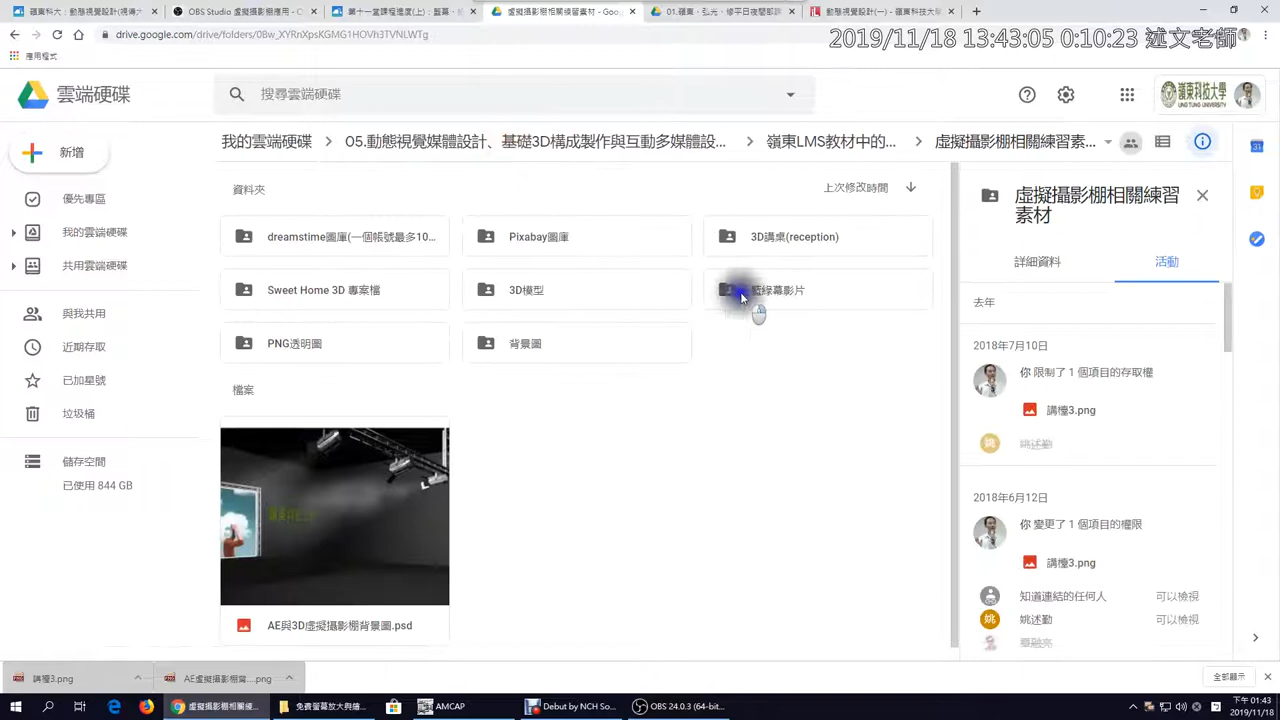 動態視覺設計(視傳大
OBS Studio 虛擬攝影棚應用 - C
第十一堂課程進度(上)：藍幕、
虛擬攝影棚相關練習素材 - Goo
01.嶺東、弘光、修平日夜間部課
動態視覺設計(一) - 嶺東科技大學
drive.google.com/drive/folders/08w_XYRnXpsKGMG1HOVh3TVNLWTg
2019/11/18 13:43:05 0:10:23 述文老師
應用程式
雲端硬碟
搜尋雲端硬碟
嶺東科技大學
LING TUNG UNIVERSITY
新增
我的雲端硬碟
05.動態視覺媒體設計、基礎3D構成製作與互動多媒體設...
嶺東LMS教材中的...
虛擬攝影棚相關練習素...
31
優先專區
我的雲端硬碟
共用雲端硬碟
與我共用
近期存取
已加星號
垃圾桶
儲存空間
已使用 844 GB
資料夾
上次修改時間
dreamstime圖庫(一個帳號最多10...
Pixabay圖庫
3D講桌(reception)
Sweet Home 3D 專案檔
3D模型
藍綠幕影片
PNG透明圖
背景圖
檔案
AE與3D虛擬攝影棚背景圖.psd
虛擬攝影棚相關練習
素材
詳細資料
活動
去年
2018年7月10日
你 限制了 1 個項目的存取權
講檯3.png
姚
姚述勤
2018年6月12日
你 變更了 1 個項目的權限
講檯3.png
知道連結的任何人
可以檢視
姚
姚述勤
可以檢視
講檯3.png
AE虛擬攝影棚背....png
全部顯示
虛擬攝影棚相關練...
免費螢幕放大與繪...
AMCAP
Debut by NCH So...
OBS 24.0.3 (64-bit...
下午 01:43
2019/11/18